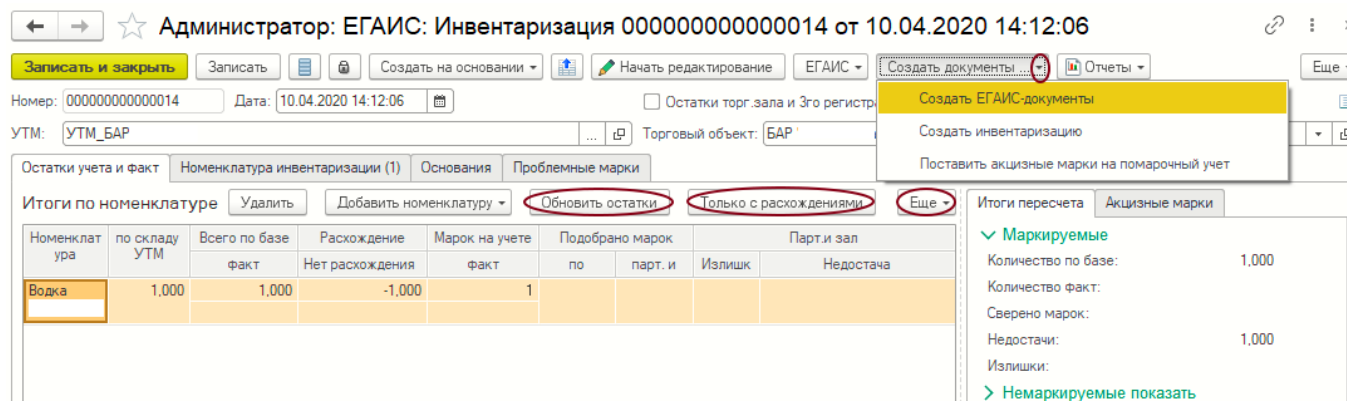 Администратор: ЕГАИС: Инвентаризация 000000000000014 от 10.04.2020 14:12:06
Записать и закрыть Записать Создать на основании Начать редактирование ЕГАИС Создать документы ... Отчеты Еще
Номер: 000000000000014 Дата: 10.04.2020 14:12:06 Остатки торг.зала и 3го регистра
Создать ЕГАИС-документы
УТМ: УТМ_БАР ... Торговый объект: БАР
Создать инвентаризацию
Поставить акцизные марки на помарочный учет
Остатки учета и факт Номенклатура инвентаризации (1) Основания Проблемные марки
Итоги по номенклатуре Удалить Добавить номенклатуру Обновить остатки Только с расхождениями Еще
Итоги пересчета Акцизные марки
Номенклат по складу Всего по базе Расхождение Марок на учете Подобрано марок Парт.и зал
ура УТМ факт Нет расхождения факт по парт. и Излишк Недостача
Водка 1,000 1,000 -1,000 1
Маркируемые
Количество по базе: 1,000
Количество факт:
Сверено марок:
Недостачи: 1,000
Излишки:
Немаркируемые показать